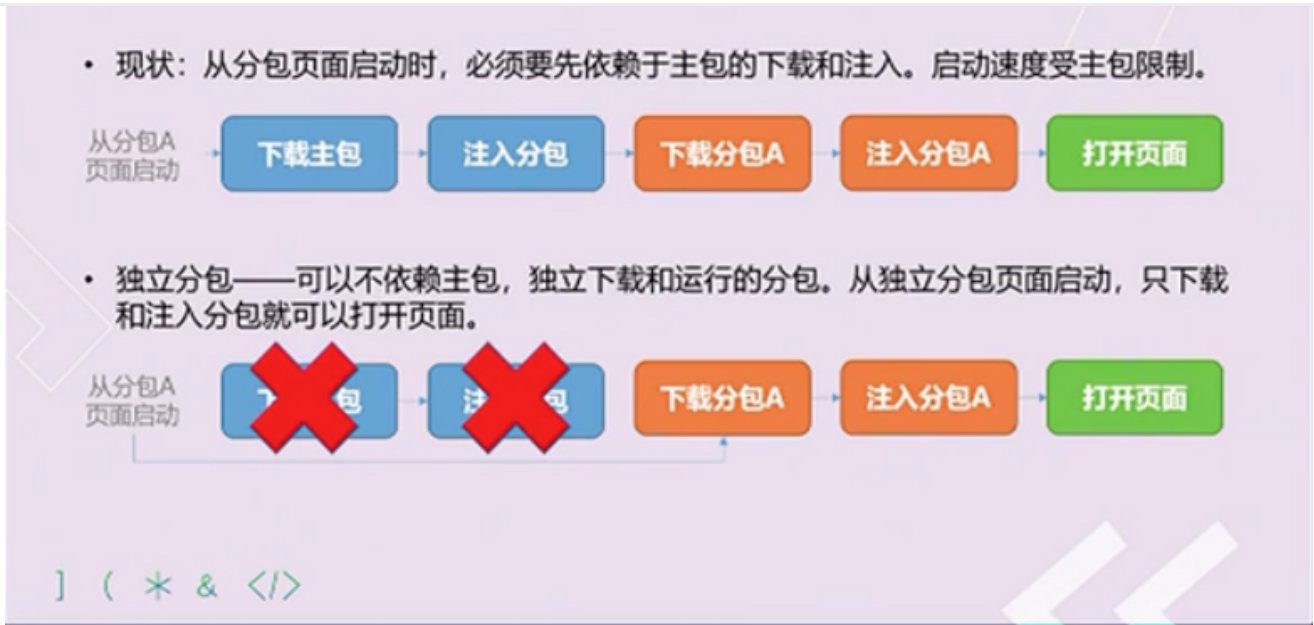 • 现状：从分包页面启动时，必须要先依赖于主包的下载和注入。启动速度受主包限制。
从分包A
页面启动
下载主包
注入分包
下载分包A
注入分包A
打开页面
• 独立分包——可以不依赖主包，独立下载和运行的分包。从独立分包页面启动，只下载
和注入分包就可以打开页面。
从分包A
页面启动
包
包
下载分包A
注入分包A
打开页面
] ( * & </>